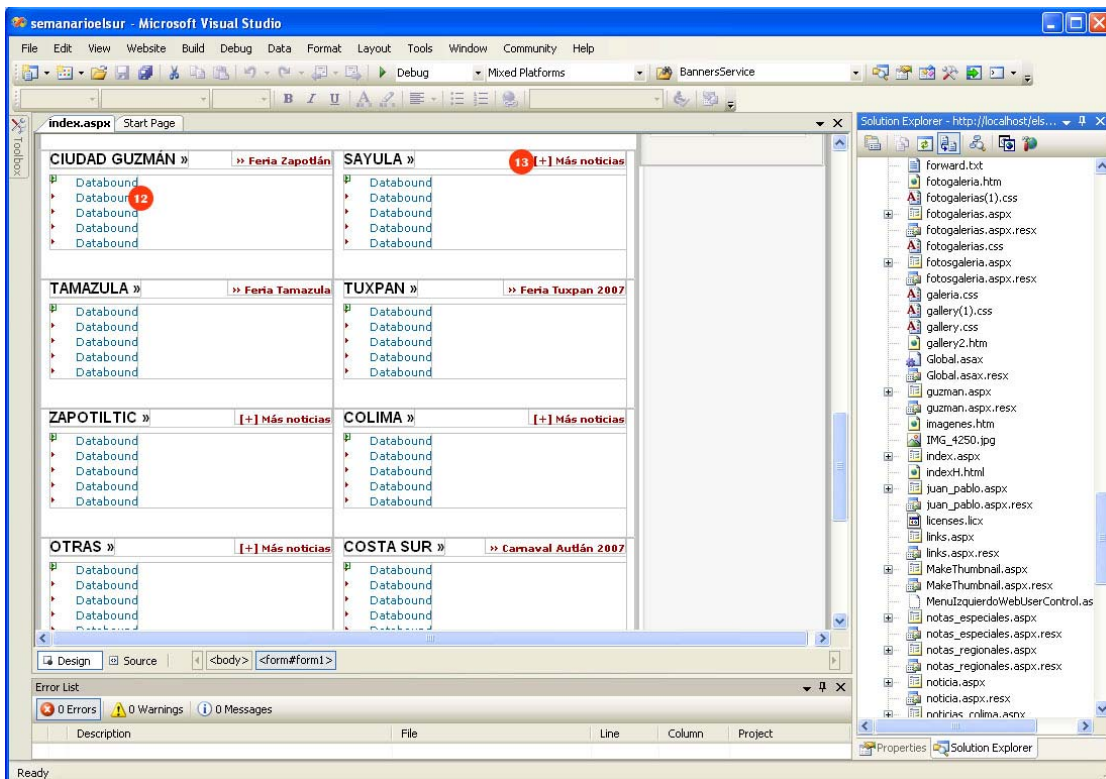 semanarioelsur - Microsoft Visual Studio
File Edit View Website Build Debug Data Format Layout Tools Window Community Help
Debug Mixed Platforms BannersService
B I U A
Toolbox
index.aspx Start Page
CIUDAD GUZMÁN » ›› Feria Zapotlán
Databound
Databound 12
Databound
Databound
Databound
SAYULA » 13 [+] Más noticias
Databound
Databound
Databound
Databound
Databound
TAMAZULA » ›› Feria Tamazula
Databound
Databound
Databound
Databound
Databound
TUXPAN » ›› Feria Tuxpan 2007
Databound
Databound
Databound
Databound
Databound
ZAPOTILTIC » [+] Más noticias
Databound
Databound
Databound
Databound
Databound
COLIMA » [+] Más noticias
Databound
Databound
Databound
Databound
Databound
OTRAS » [+] Más noticias
Databound
Databound
Databound
Databound
Databound
COSTA SUR » ›› Carnaval Autlán 2007
Databound
Databound
Databound
Databound
Design Source <body> <form#form1>
Error List
0 Errors 0 Warnings 0 Messages
Description File Line Column Project
Ready
Solution Explorer - http://localhost/els...
forward.txt
fotogaleria.htm
fotogalerias(1).css
fotogalerias.aspx
fotogalerias.aspx.resx
fotogalerias.css
fotosgaleria.aspx
fotosgaleria.aspx.resx
galeria.css
gallery(1).css
gallery.css
gallery2.htm
Global.asax
Global.asax.resx
guzman.aspx
guzman.aspx.resx
imagenes.htm
IMG_4250.jpg
index.aspx
indexH.html
juan_pablo.aspx
juan_pablo.aspx.resx
licenses.licx
links.aspx
links.aspx.resx
MakeThumbnail.aspx
MakeThumbnail.aspx.resx
MenuIzquierdoWebUserControl.as
notas_especiales.aspx
notas_especiales.aspx.resx
notas_regionales.aspx
notas_regionales.aspx.resx
noticia.aspx
noticia.aspx.resx
noticias_colima.aspx
Properties Solution Explorer